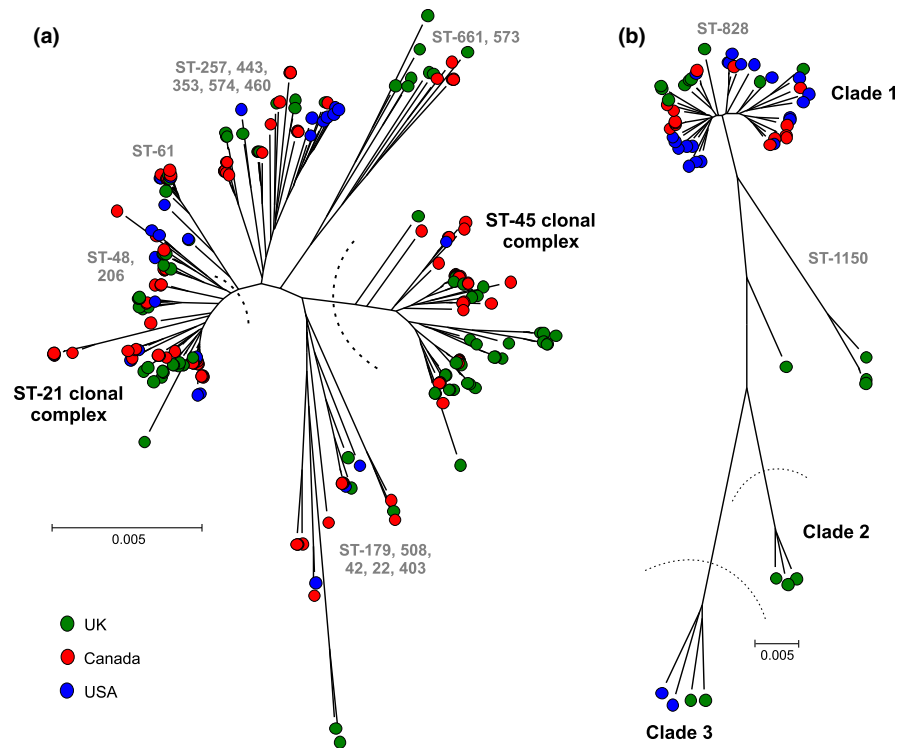 (a)
ST-661, 573
ST-257, 443,
353, 574, 460
ST-61
ST-45 clonal
complex
ST-48,
206
ST-21 clonal
complex
0.005
ST-179, 508,
42, 22, 403
UK
Canada
USA
(b)
ST-828
Clade 1
ST-1150
Clade 2
0.005
Clade 3